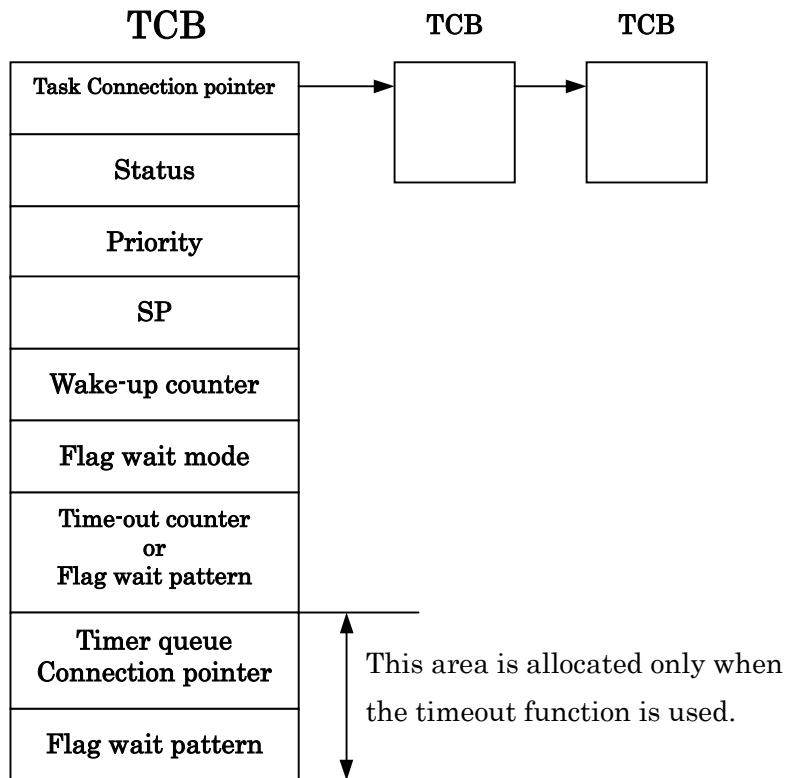 TCB
TCB
TCB
Task Connection pointer
Status
Priority
SP
Wake-up counter
Flag wait mode
Time-out counter
or
Flag wait pattern
Timer queue
Connection pointer
This area is allocated only when
the timeout function is used.
Flag wait pattern